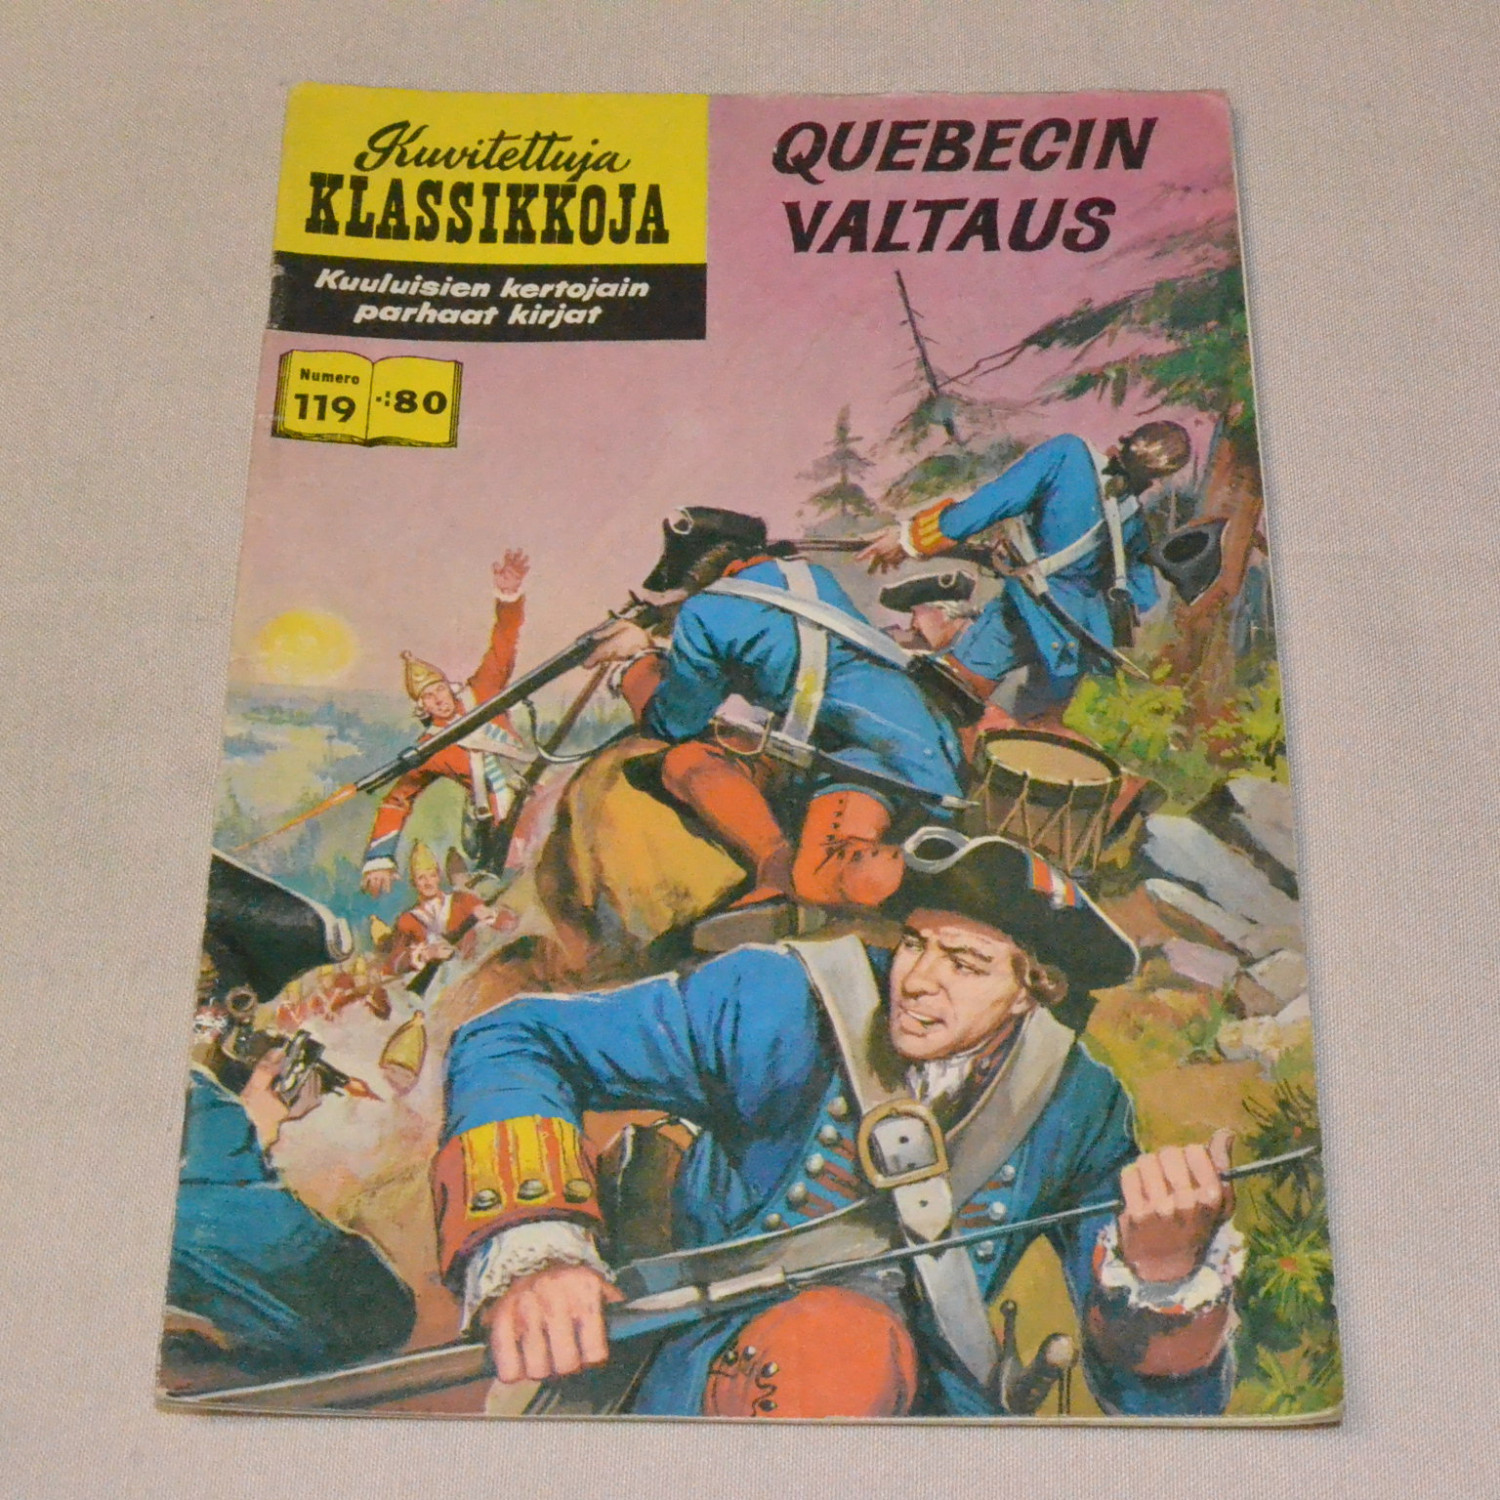 Kuvitettuja
KLASSIKKOJA
Kuuluisien kertojain
parhaat kirjat
Numero
119
-:80
QUEBECIN
VALTAUS